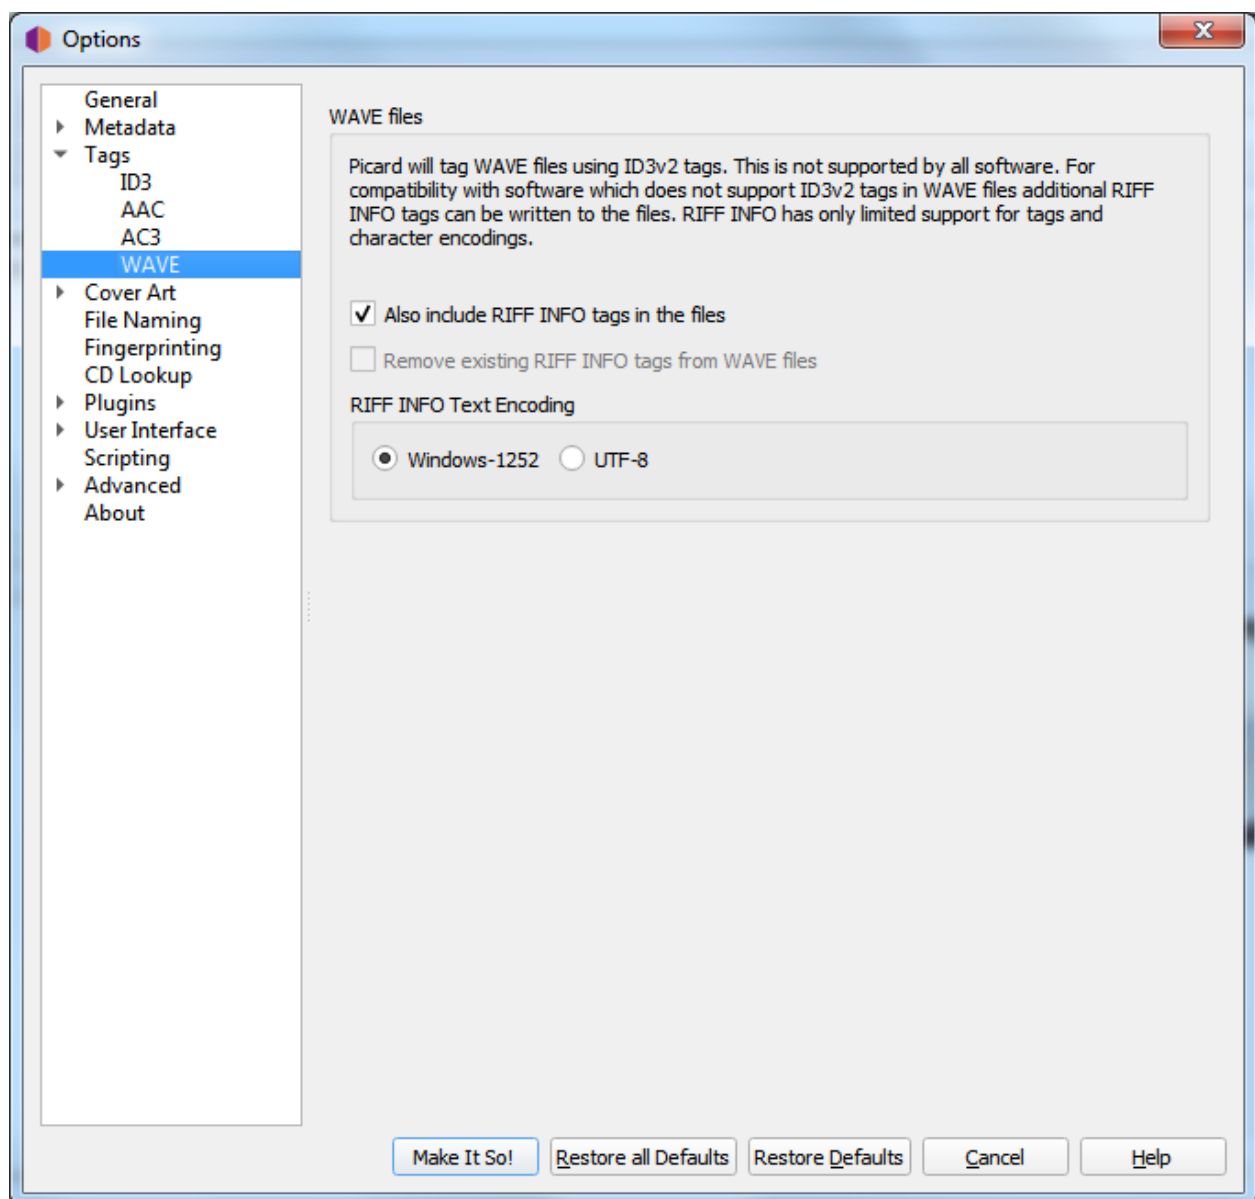 Options
General
Metadata
Tags
ID3
AAC
AC3
WAVE
Cover Art
File Naming
Fingerprinting
CD Lookup
Plugins
User Interface
Scripting
Advanced
About
WAVE files
Picard will tag WAVE files using ID3v2 tags. This is not supported by all software. For
compatibility with software which does not support ID3v2 tags in WAVE files additional RIFF
INFO tags can be written to the files. RIFF INFO has only limited support for tags and
character encodings.
Also include RIFF INFO tags in the files
Remove existing RIFF INFO tags from WAVE files
RIFF INFO Text Encoding
Windows-1252 UTF-8
Make It So! Restore all Defaults Restore Defaults Cancel Help